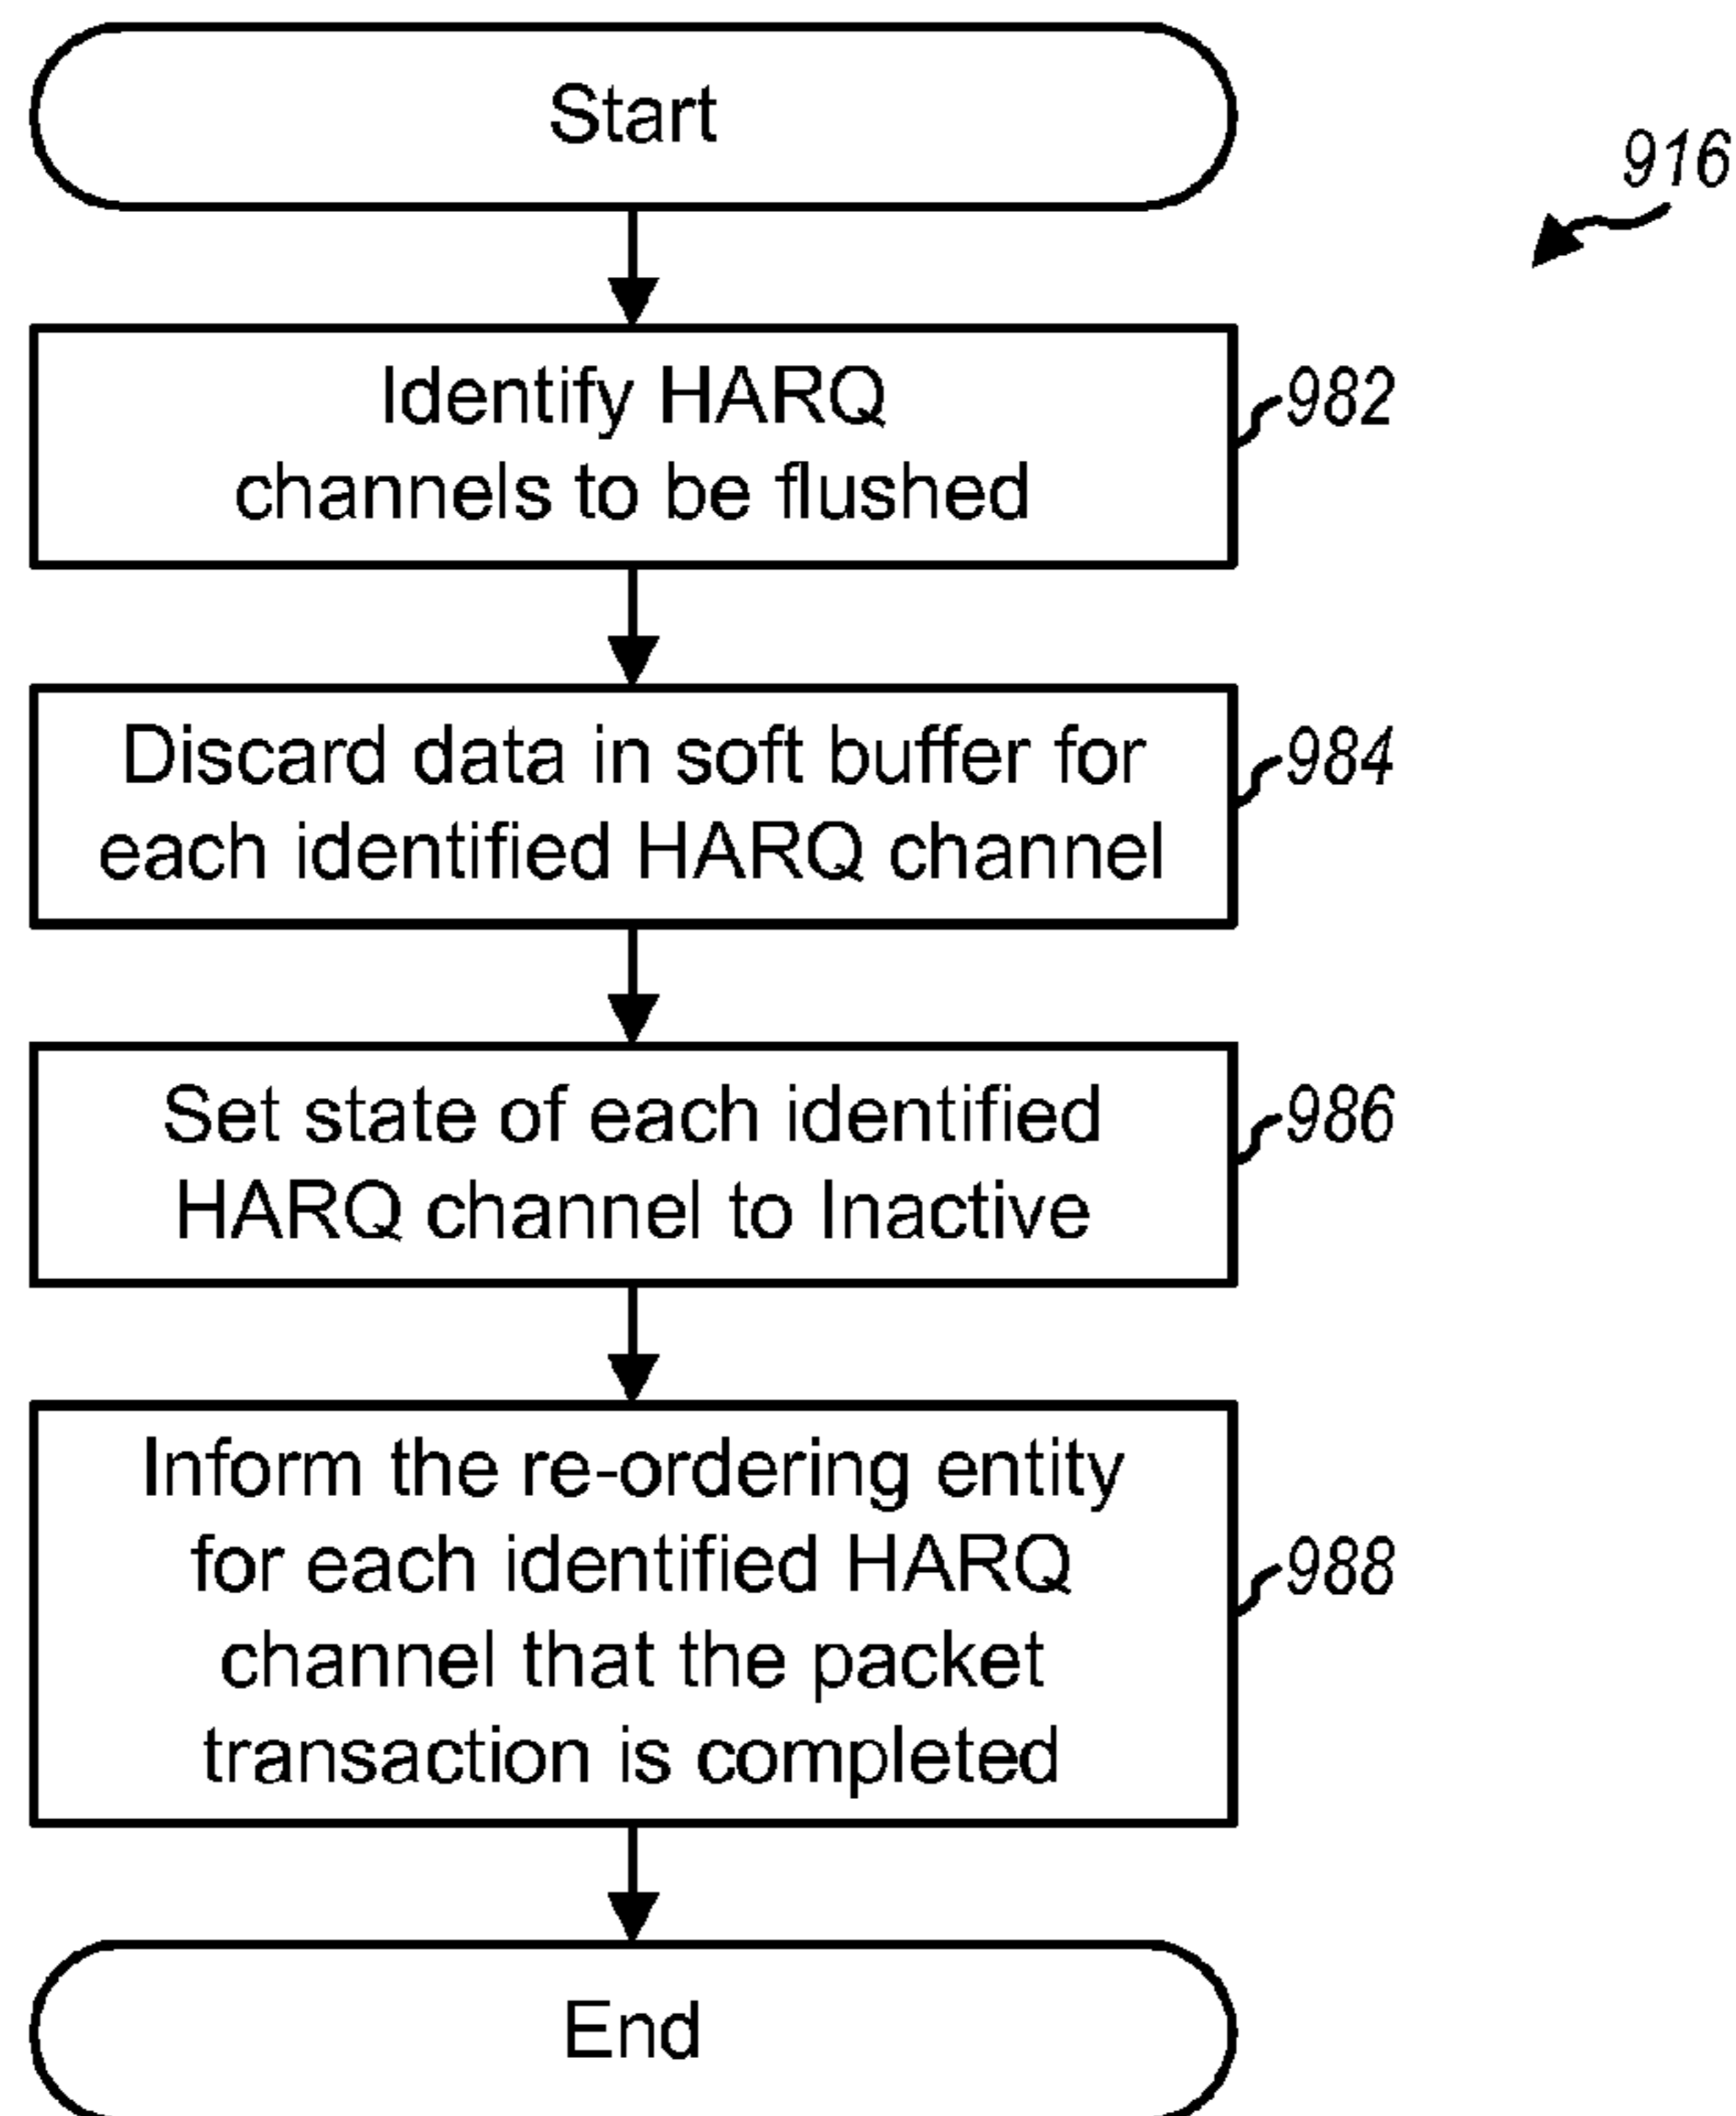 Start
916
Identify HARQ
channels to be flushed
982
Discard data in soft buffer for
each identified HARQ channel
984
Set state of each identified
HARQ channel to Inactive
986
Inform the re-ordering entity
for each identified HARQ
channel that the packet
transaction is completed
988
End